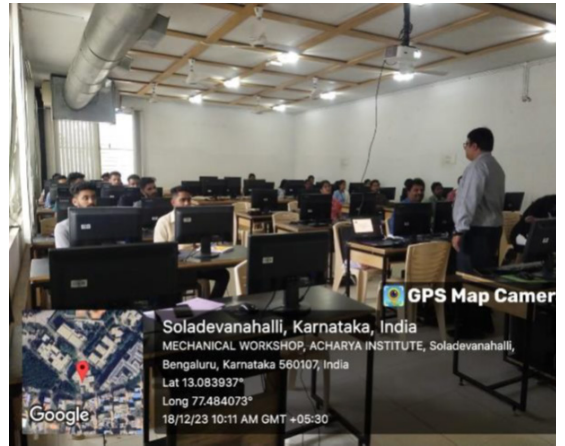 GPS Map Camer
Soladevanahalli, Karnataka, India
MECHANICAL WORKSHOP, ACHARYA INSTITUTE, Soladevanahalli,
Bengaluru, Karnataka 560107, India
Lat 13.083937°
Long 77.484073°
18/12/23 10:11 AM GMT +05:30
Google